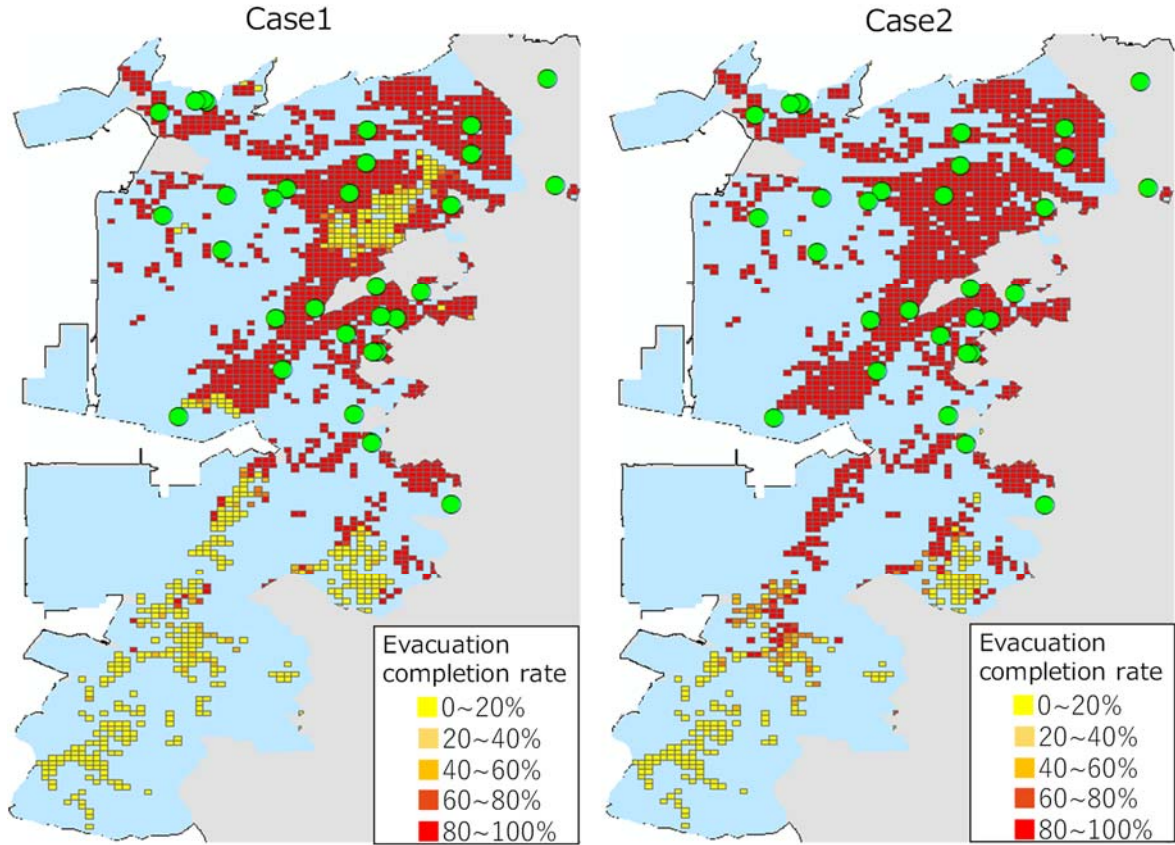 Case1
Case2
Evacuation
completion rate
0~20%
20~40%
40~60%
60~80%
80~100%
Evacuation
completion rate
0~20%
20~40%
40~60%
60~80%
80~100%